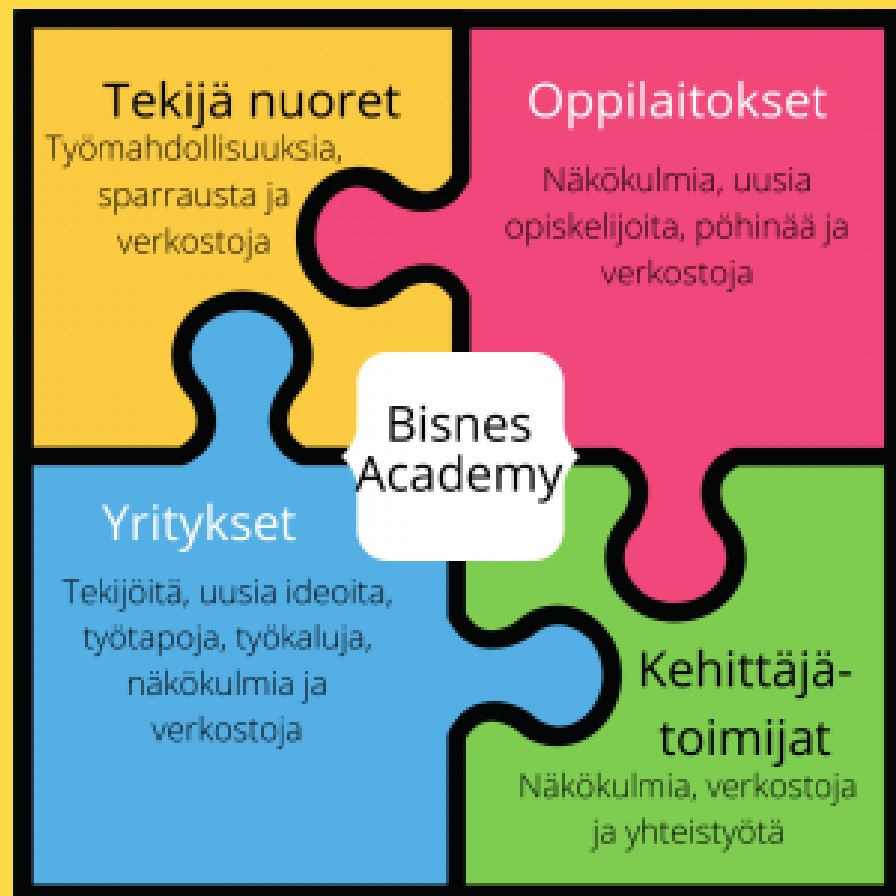 Tekijä nuoret
Työmahdollisuuksia,
sparrausta ja
verkostoja
Oppilaitokset
Näkökulmia, uusia
opiskelijoita, pöhinää ja
verkostoja
Bisnes
Academy
Yritykset
Tekijöitä, uusia ideoita,
työtapoja, työkaluja,
näkökulmia ja
verkostoja
Kehittäjä-
toimijat
Näkökulmia, verkostoja
ja yhteistyötä